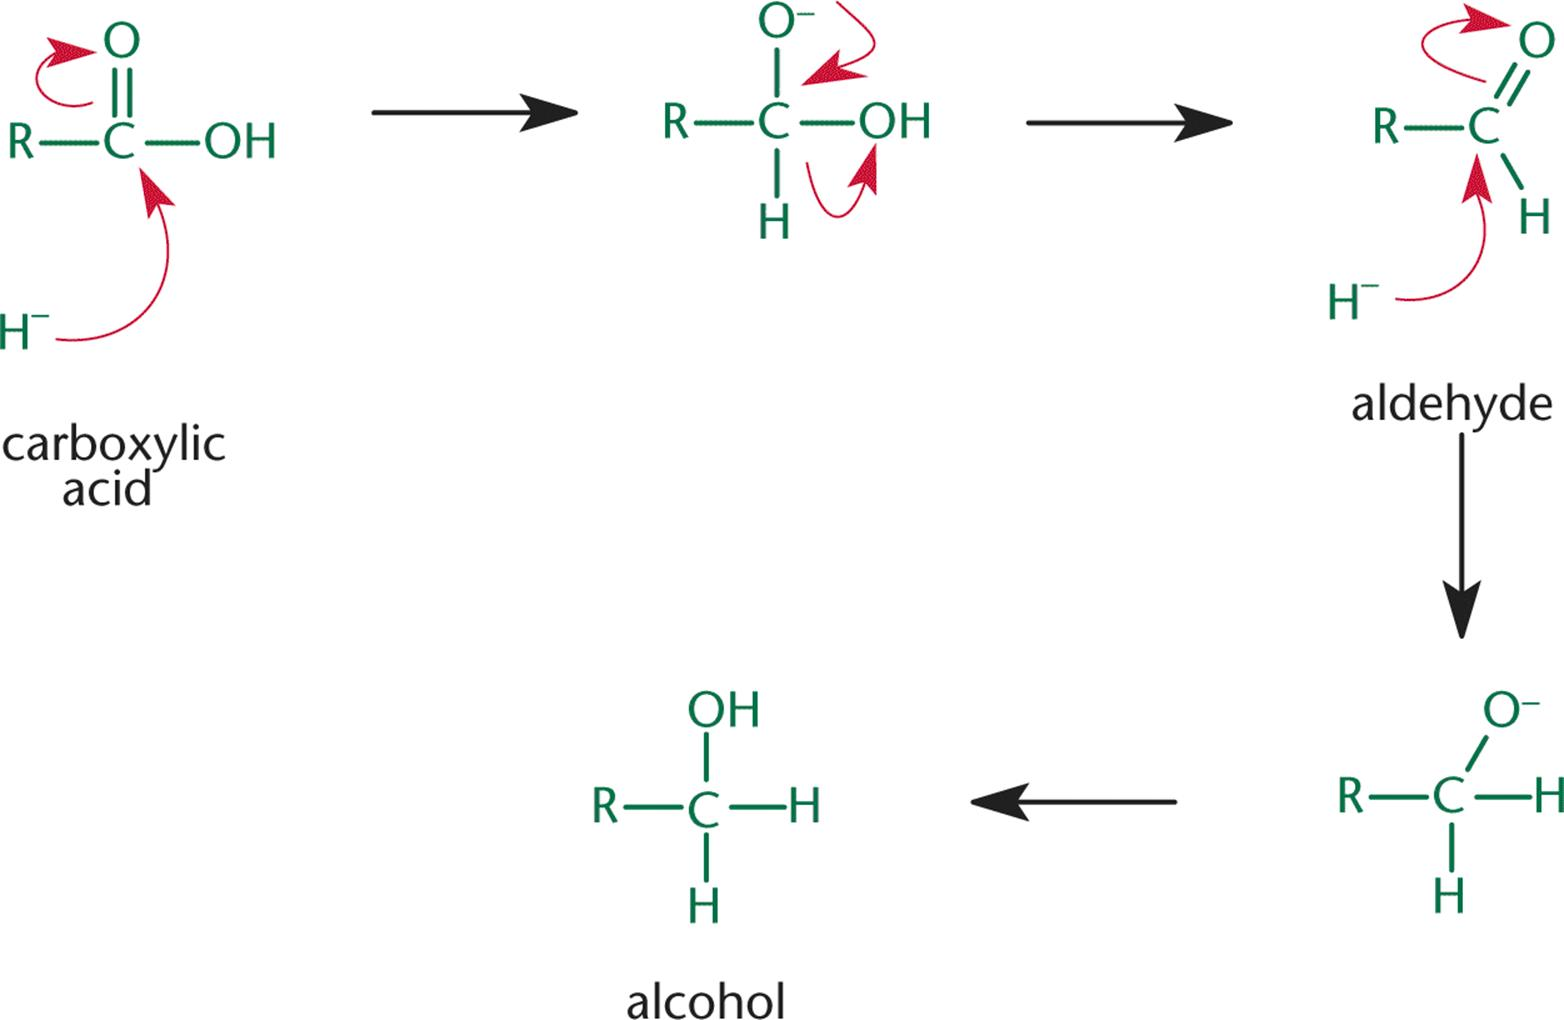 O
R C OH
H⁻
carboxylic
acid
O⁻
R C OH
H
O
R C
H
H⁻
aldehyde
O⁻
R C H
H
OH
R C H
H
alcohol